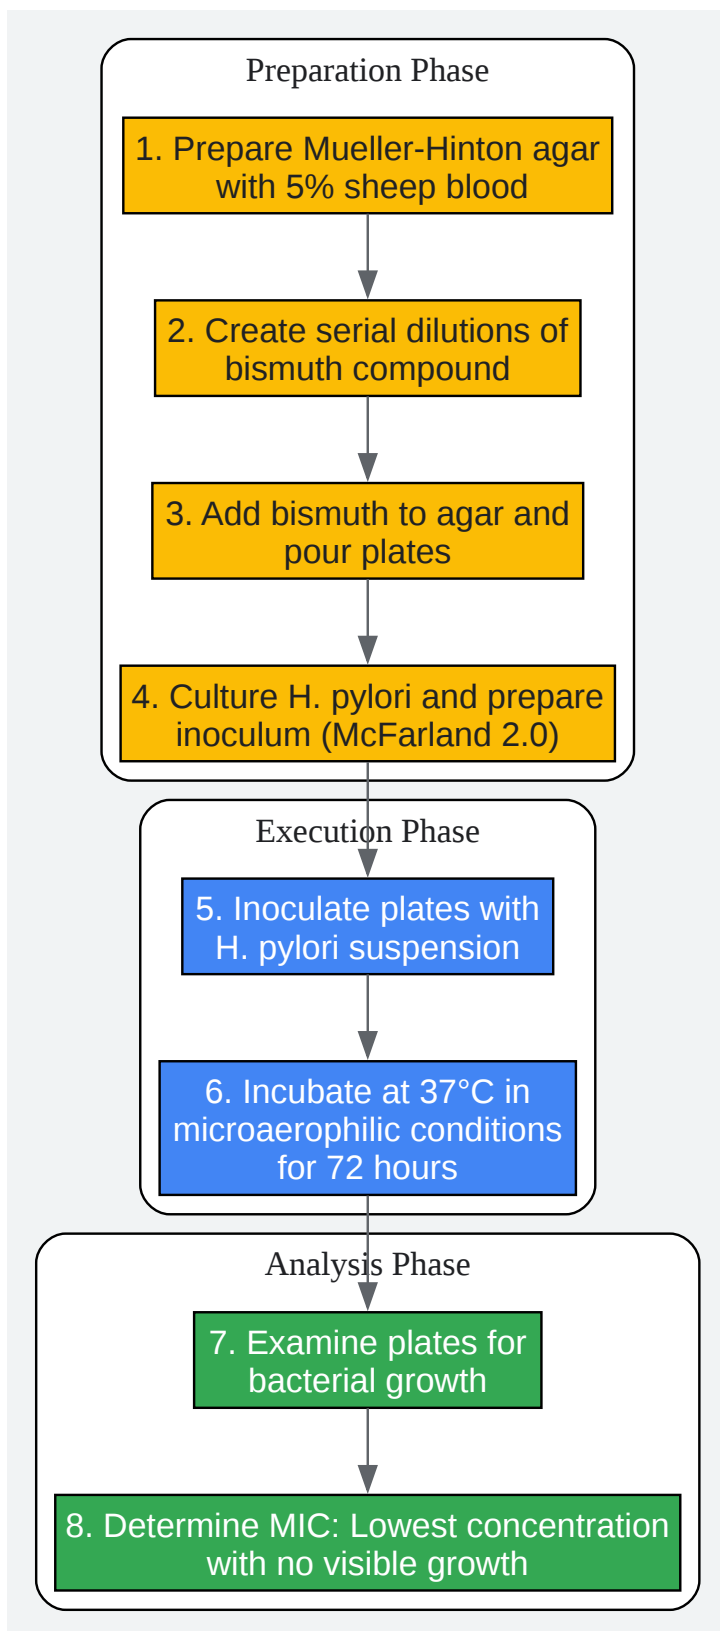 Preparation Phase
1. Prepare Mueller-Hinton agar
with 5% sheep blood
2. Create serial dilutions of
bismuth compound
3. Add bismuth to agar and
pour plates
4. Culture H. pylori and prepare
inoculum (McFarland 2.0)
Execution Phase
5. Inoculate plates with
H. pylori suspension
6. Incubate at 37°C in
microaerophilic conditions
for 72 hours
Analysis Phase
7. Examine plates for
bacterial growth
8. Determine MIC: Lowest concentration
with no visible growth